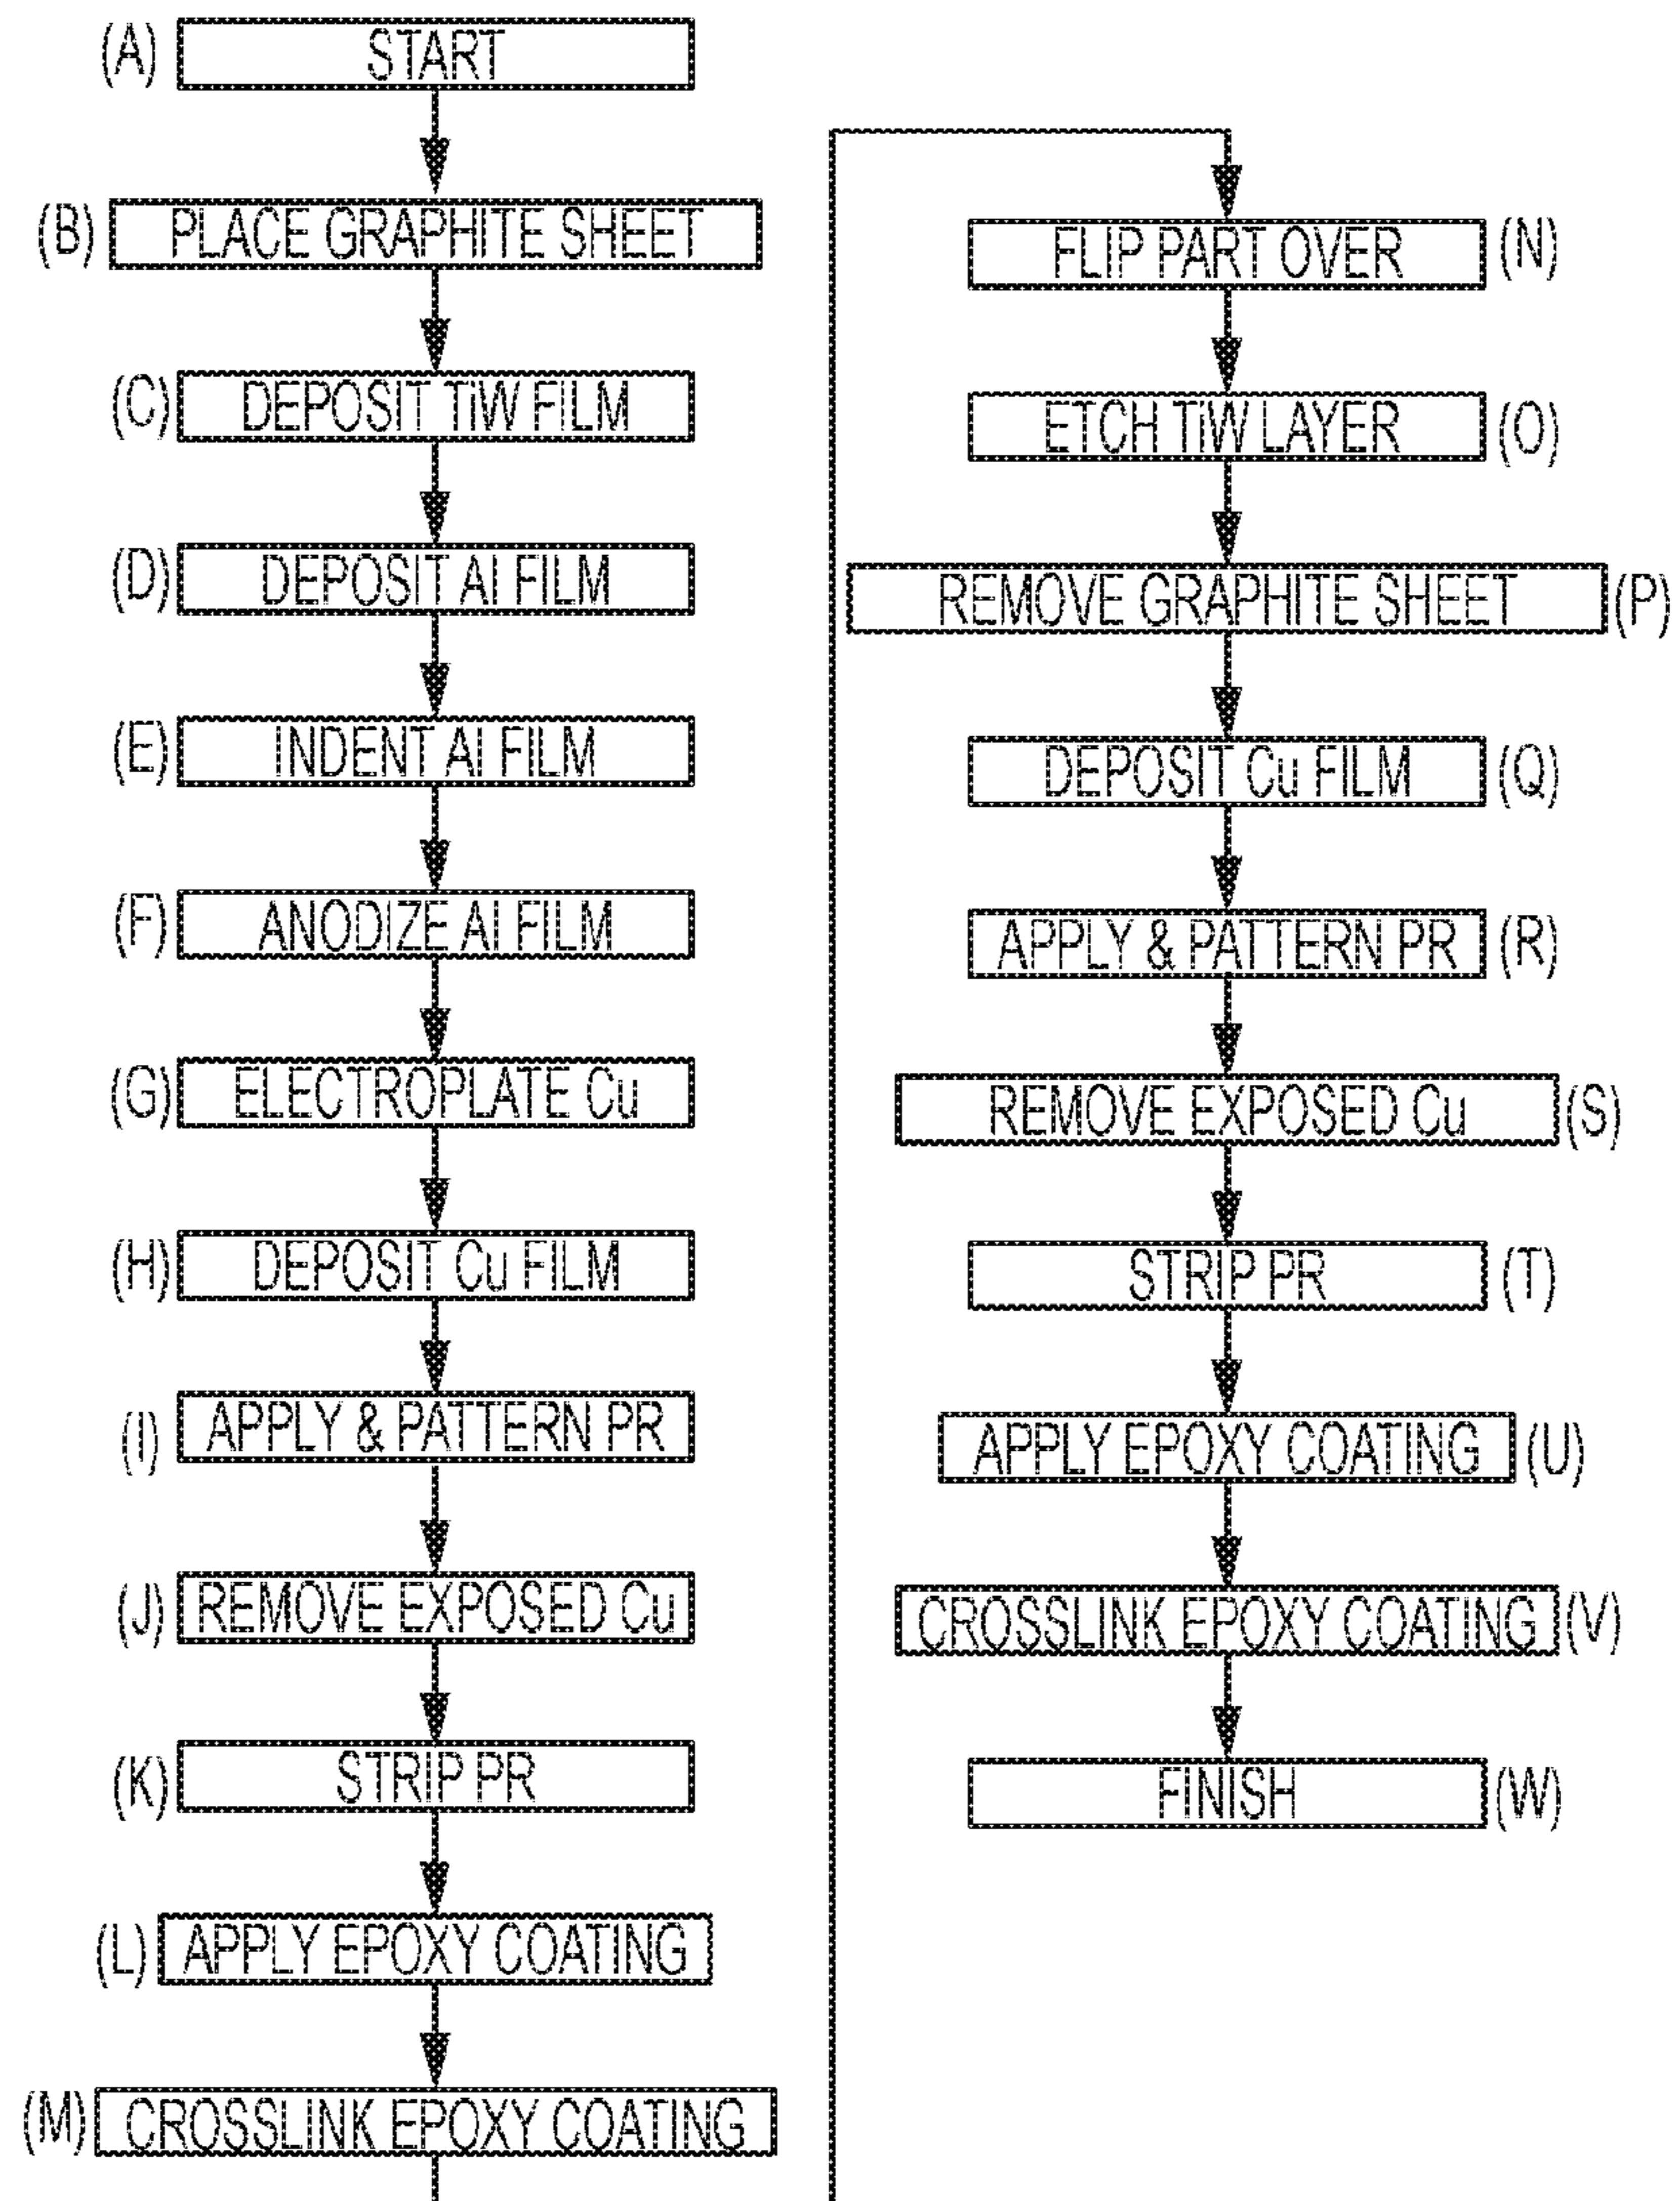 (A) START
(B) PLACE GRAPHITE SHEET
(C) DEPOSIT TiW FILM
(D) DEPOSIT Al FILM
(E) INDENT Al FILM
(F) ANODIZE Al FILM
(G) ELECTROPLATE Cu
(H) DEPOSIT Cu FILM
(I) APPLY & PATTERN PR
(J) REMOVE EXPOSED Cu
(K) STRIP PR
(L) APPLY EPOXY COATING
(M) CROSSLINK EPOXY COATING
FLIP PART OVER (N)
ETCH TiW LAYER (O)
REMOVE GRAPHITE SHEET (P)
DEPOSIT Cu FILM (Q)
APPLY & PATTERN PR (R)
REMOVE EXPOSED Cu (S)
STRIP PR (T)
APPLY EPOXY COATING (U)
CROSSLINK EPOXY COATING (V)
FINISH (W)